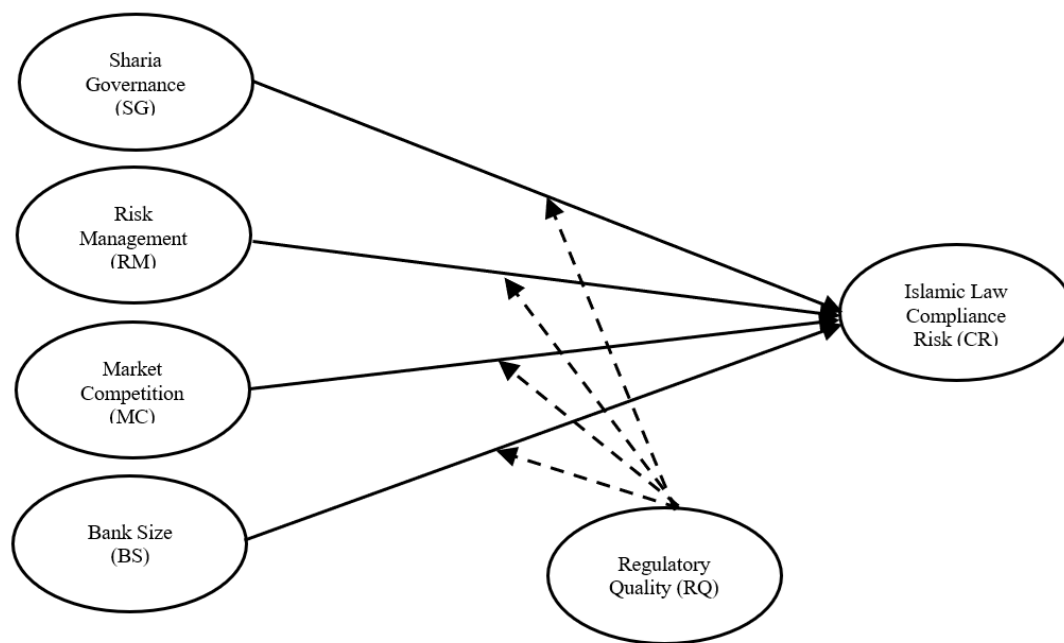 Sharia
Governance
(SG)
Risk
Management
(RM)
Market
Competition
(MC)
Bank Size
(BS)
Islamic Law
Compliance
Risk (CR)
Regulatory
Quality (RQ)